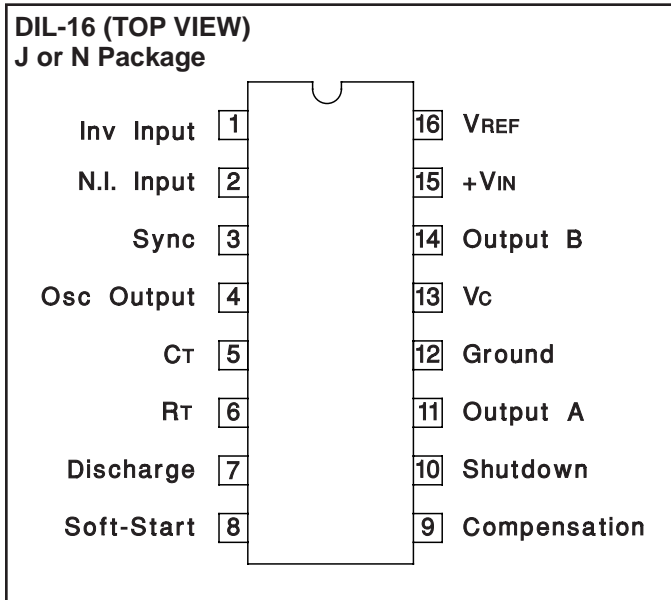 DIL-16 (TOP VIEW)
J or N Package
Inv Input 1 16 VREF
N.I. Input 2 15 +VIN
Sync 3 14 Output B
Osc Output 4 13 VC
CT 5 12 Ground
RT 6 11 Output A
Discharge 7 10 Shutdown
Soft-Start 8 9 Compensation